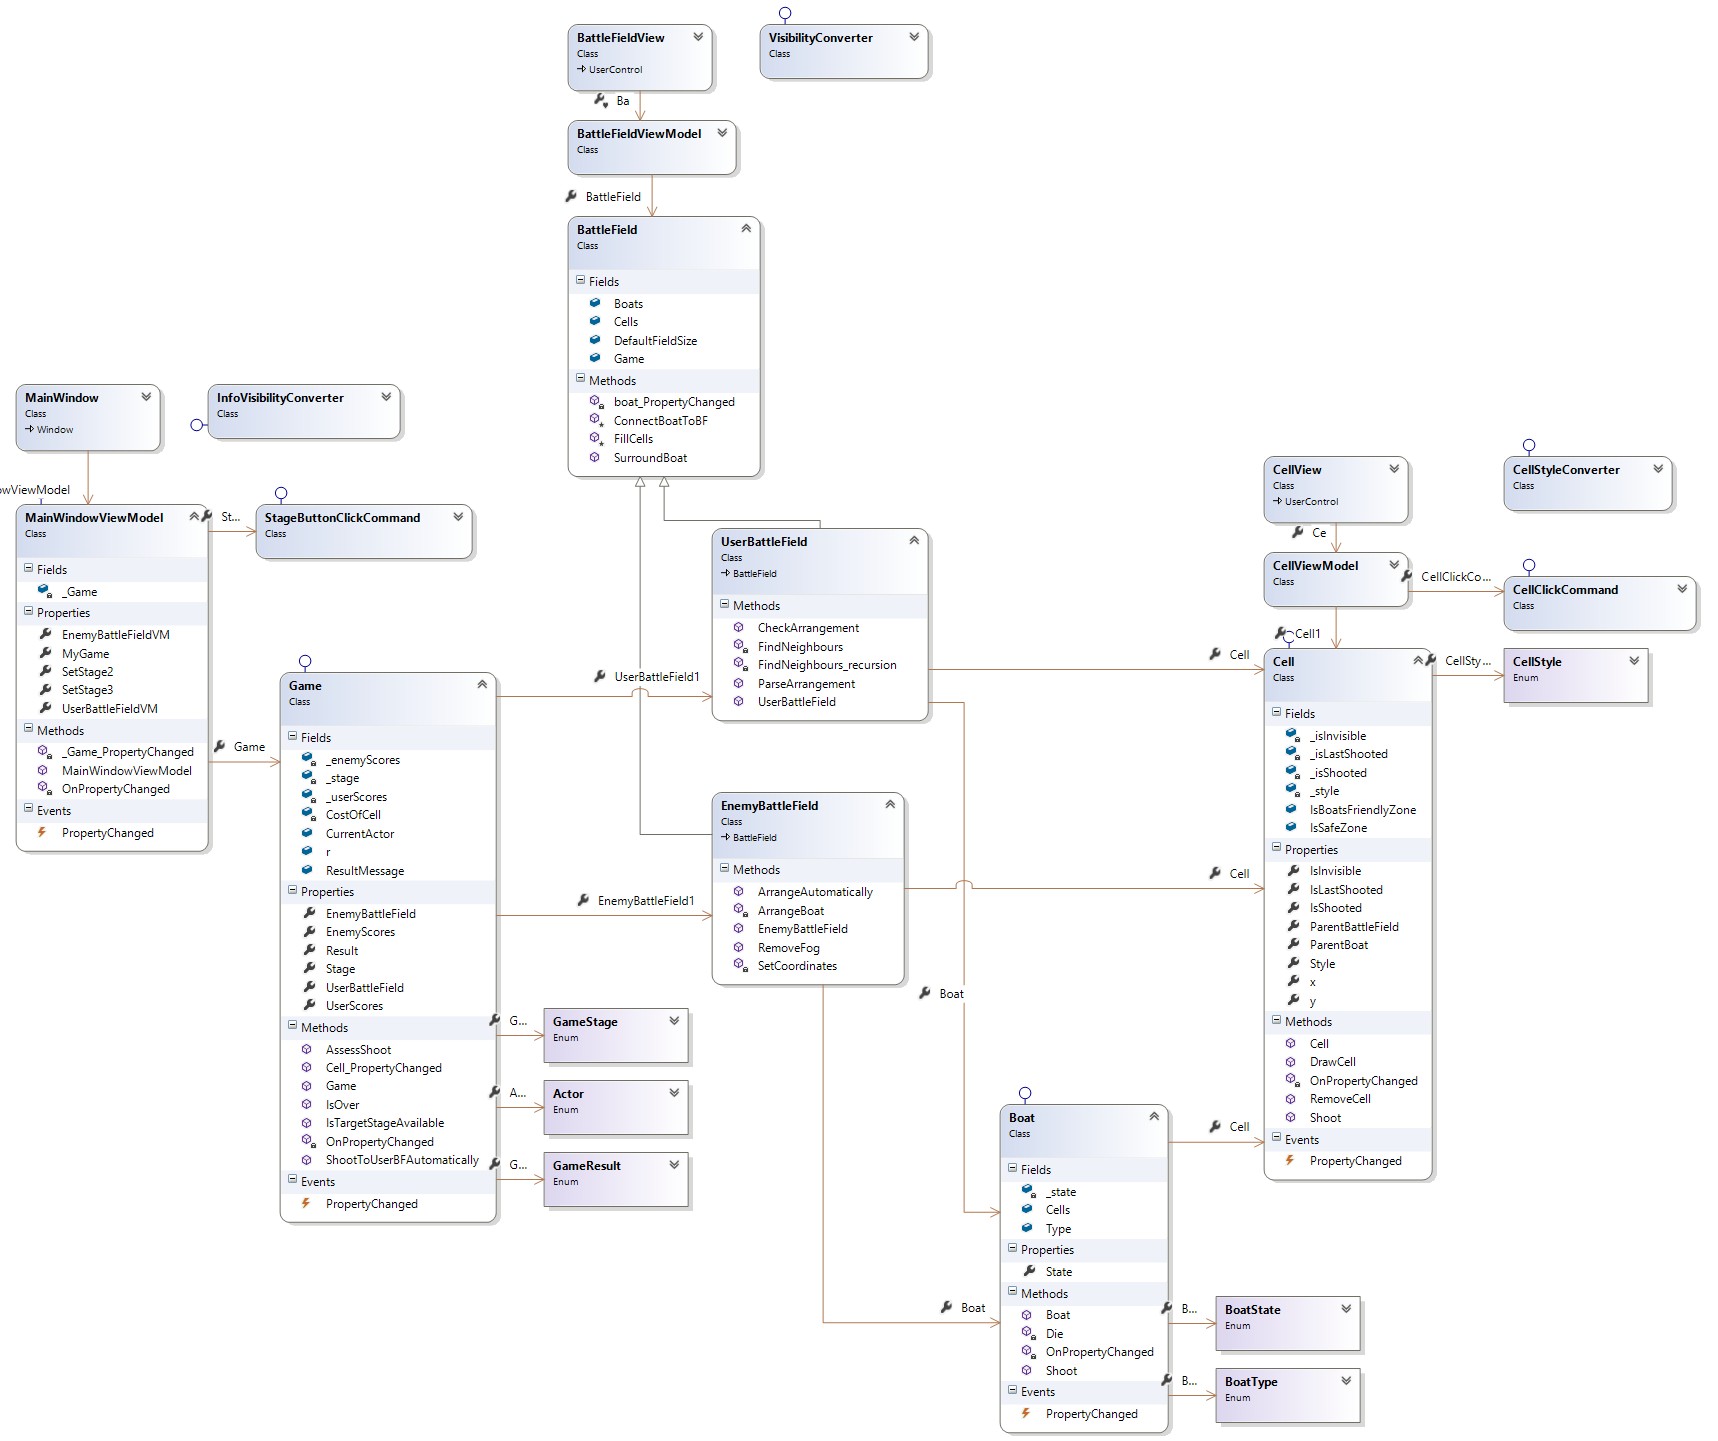 BattleFieldView
Class
UserControl
VisibilityConverter
Class
Ba
BattleFieldViewModel
Class
BattleField
BattleField
Class
Fields
Boats
Cells
DefaultFieldSize
Game
Methods
boat_PropertyChanged
ConnectBoatToBF
FillCells
SurroundBoat
MainWindow
Class
Window
InfoVisibilityConverter
Class
owViewModel
MainWindowViewModel
Class
Fields
_Game
Properties
EnemyBattleFieldVM
MyGame
SetStage2
SetStage3
UserBattleFieldVM
Methods
_Game_PropertyChanged
MainWindowViewModel
OnPropertyChanged
Events
PropertyChanged
St...
StageButtonClickCommand
Class
Game
Game
Class
Fields
_enemyScores
_stage
_userScores
CostOfCell
CurrentActor
r
ResultMessage
Properties
EnemyBattleField
EnemyScores
Result
Stage
UserBattleField
UserScores
Methods
AssessShoot
Cell_PropertyChanged
Game
IsOver
IsTargetStageAvailable
OnPropertyChanged
ShootToUserBFAutomatically
Events
PropertyChanged
UserBattleField1
EnemyBattleField1
G...
GameStage
Enum
A...
Actor
Enum
G...
GameResult
Enum
UserBattleField
Class
BattleField
Methods
CheckArrangement
FindNeighbours
FindNeighbours_recursion
ParseArrangement
UserBattleField
EnemyBattleField
Class
BattleField
Methods
ArrangeAutomatically
ArrangeBoat
EnemyBattleField
RemoveFog
SetCoordinates
Cell
Cell
Boat
Boat
Cell
Boat
Class
Fields
_state
Cells
Type
Properties
State
Methods
Boat
Die
OnPropertyChanged
Shoot
Events
PropertyChanged
B...
BoatState
Enum
B...
BoatType
Enum
CellView
Class
UserControl
CellStyleConverter
Class
Ce
CellViewModel
Class
CellClickCo...
CellClickCommand
Class
Cell1
Cell
Class
Fields
_isInvisible
_isLastShooted
_isShooted
_style
IsBoatsFriendlyZone
IsSafeZone
Properties
IsInvisible
IsLastShooted
IsShooted
ParentBattleField
ParentBoat
Style
x
y
Methods
Cell
DrawCell
OnPropertyChanged
RemoveCell
Shoot
Events
PropertyChanged
CellSty...
CellStyle
Enum